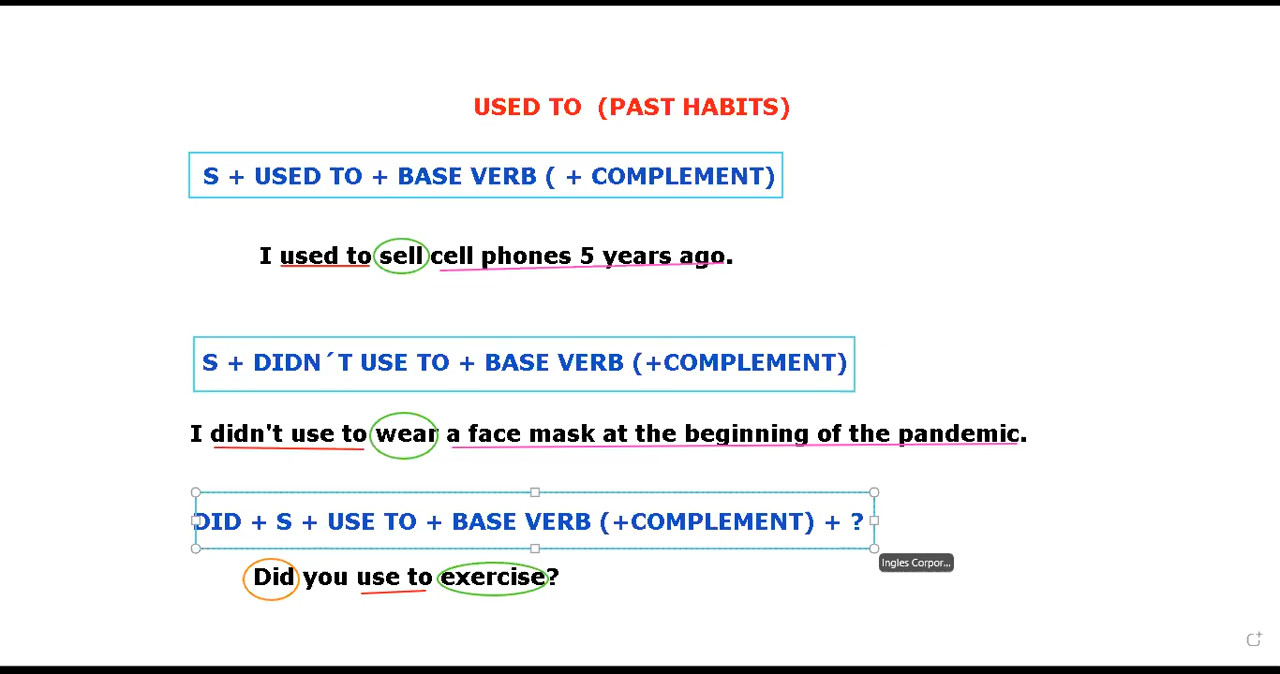 USED TO (PAST HABITS)
S + USED TO + BASE VERB ( + COMPLEMENT)
I used to sell cell phones 5 years ago.
S + DIDN´T USE TO + BASE VERB (+COMPLEMENT)
I didn't use to wear a face mask at the beginning of the pandemic.
DID + S + USE TO + BASE VERB (+COMPLEMENT) + ?
Ingles Corpor...
Did you use to exercise?